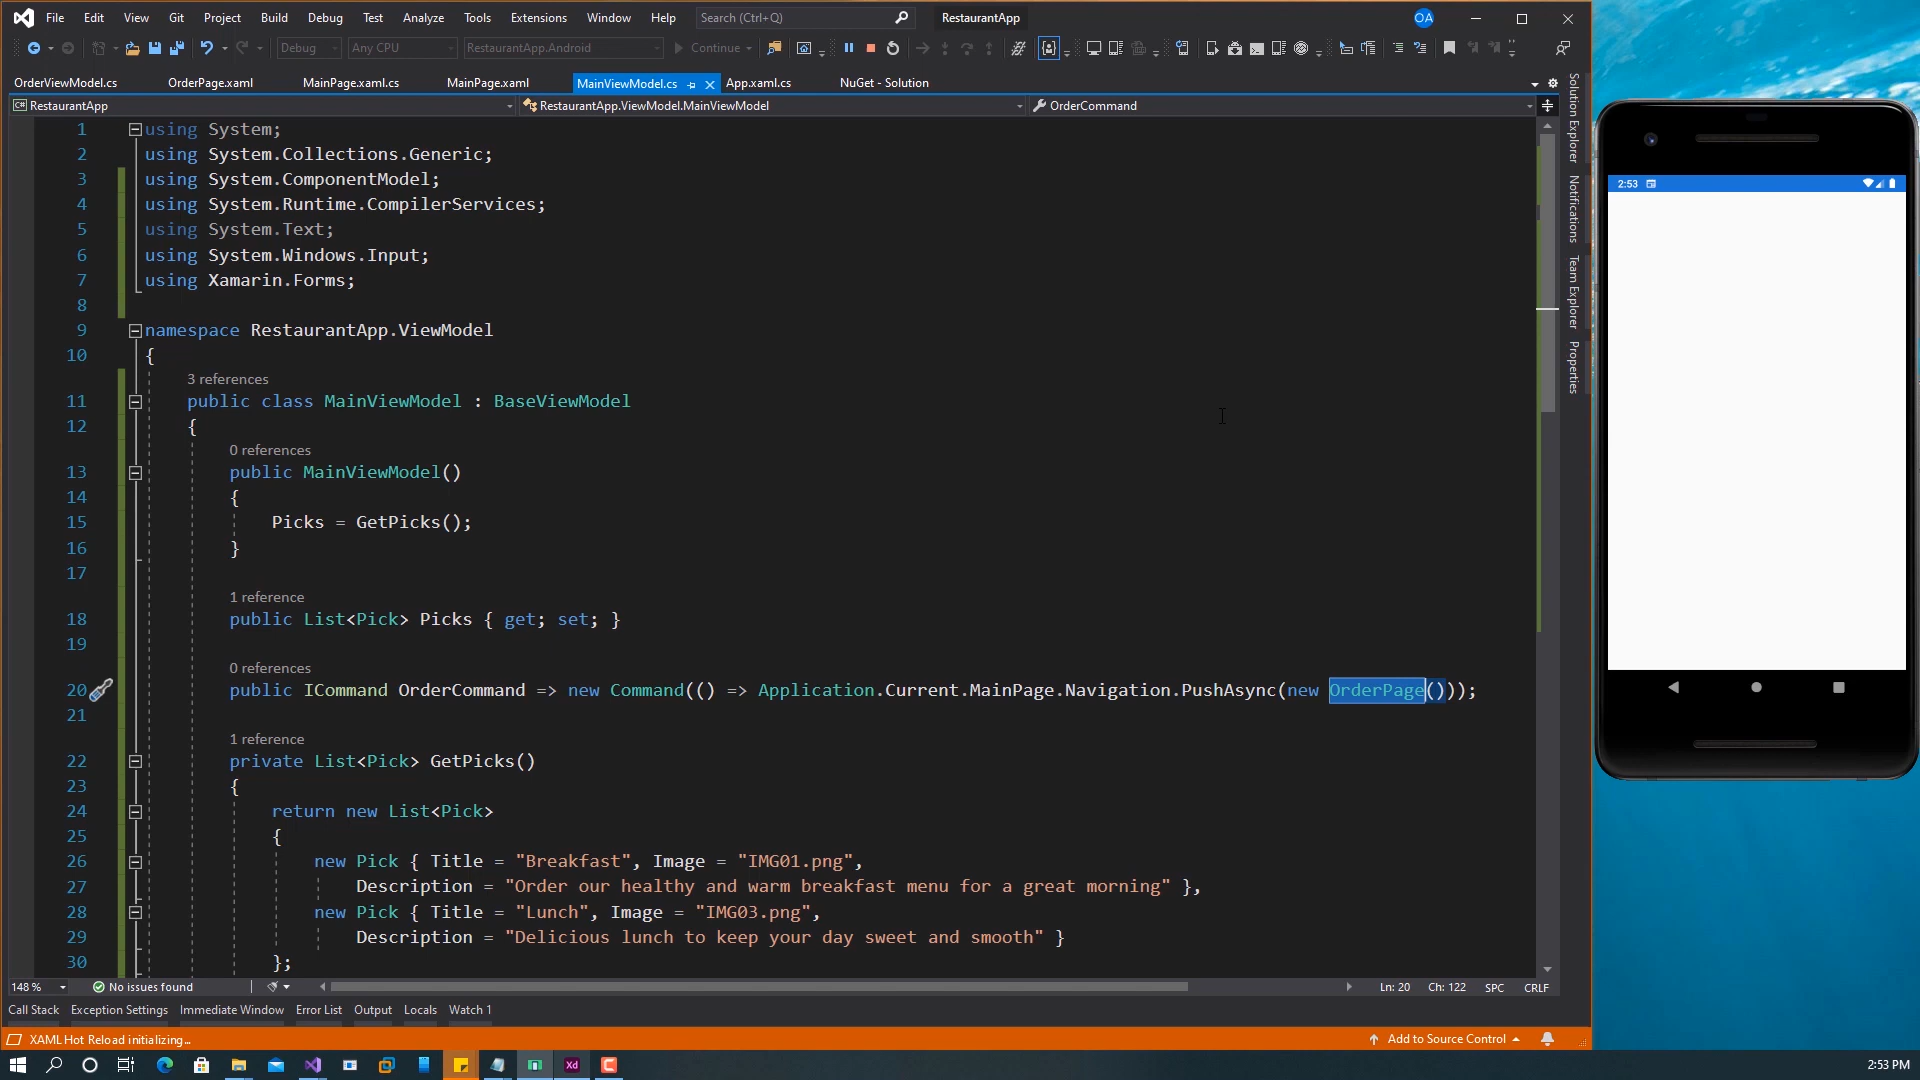 File Edit View Git Project Build Debug Test Analyze Tools Extensions Window Help Search (Ctrl+Q) RestaurantApp OA
Debug Any CPU RestaurantApp.Android Continue
OrderViewModel.cs OrderPage.xaml MainPage.xaml.cs MainPage.xaml MainViewModel.cs App.xaml.cs NuGet - Solution
C# RestaurantApp RestaurantApp.ViewModel.MainViewModel OrderCommand
1 using System;
2 using System.Collections.Generic;
3 using System.ComponentModel;
4 using System.Runtime.CompilerServices;
5 using System.Text;
6 using System.Windows.Input;
7 using Xamarin.Forms;
8
9 namespace RestaurantApp.ViewModel
10 {
3 references
11 public class MainViewModel : BaseViewModel
12 {
0 references
13 public MainViewModel()
14 {
15 Picks = GetPicks();
16 }
17
1 reference
18 public List<Pick> Picks { get; set; }
19
0 references
20 public ICommand OrderCommand => new Command(() => Application.Current.MainPage.Navigation.PushAsync(new OrderPage()));
21
1 reference
22 private List<Pick> GetPicks()
23 {
24 return new List<Pick>
25 {
26 new Pick { Title = "Breakfast", Image = "IMG01.png",
27 Description = "Order our healthy and warm breakfast menu for a great morning" },
28 new Pick { Title = "Lunch", Image = "IMG03.png",
29 Description = "Delicious lunch to keep your day sweet and smooth" }
30 };
148 % No issues found Ln: 20 Ch: 122 SPC CRLF
Call Stack Exception Settings Immediate Window Error List Output Locals Watch 1
XAML Hot Reload initializing... Add to Source Control
Xd C 2:53 PM
Solution Explorer
Notifications
Team Explorer
Properties
2:53